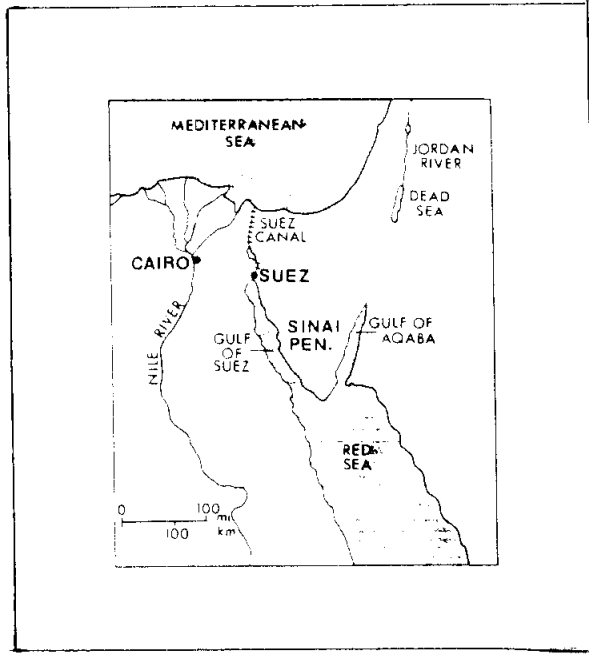 MEDITERRANEAN
SEA
JORDAN
RIVER
DEAD
SEA
SUEZ
CANAL
CAIRO
SUEZ
NILE RIVER
GULF
OF
SUEZ
SINAI
PEN.
GULF OF
AQABA
RED
SEA
0 100 mi
100 km